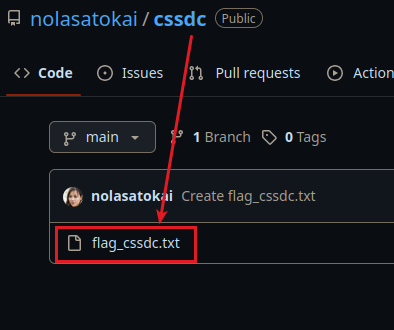 nolasatokai / cssdc Public
Code Issues Pull requests Action
main 1 Branch 0 Tags
nolasatokai Create flag_cssdc.txt
flag_cssdc.txt